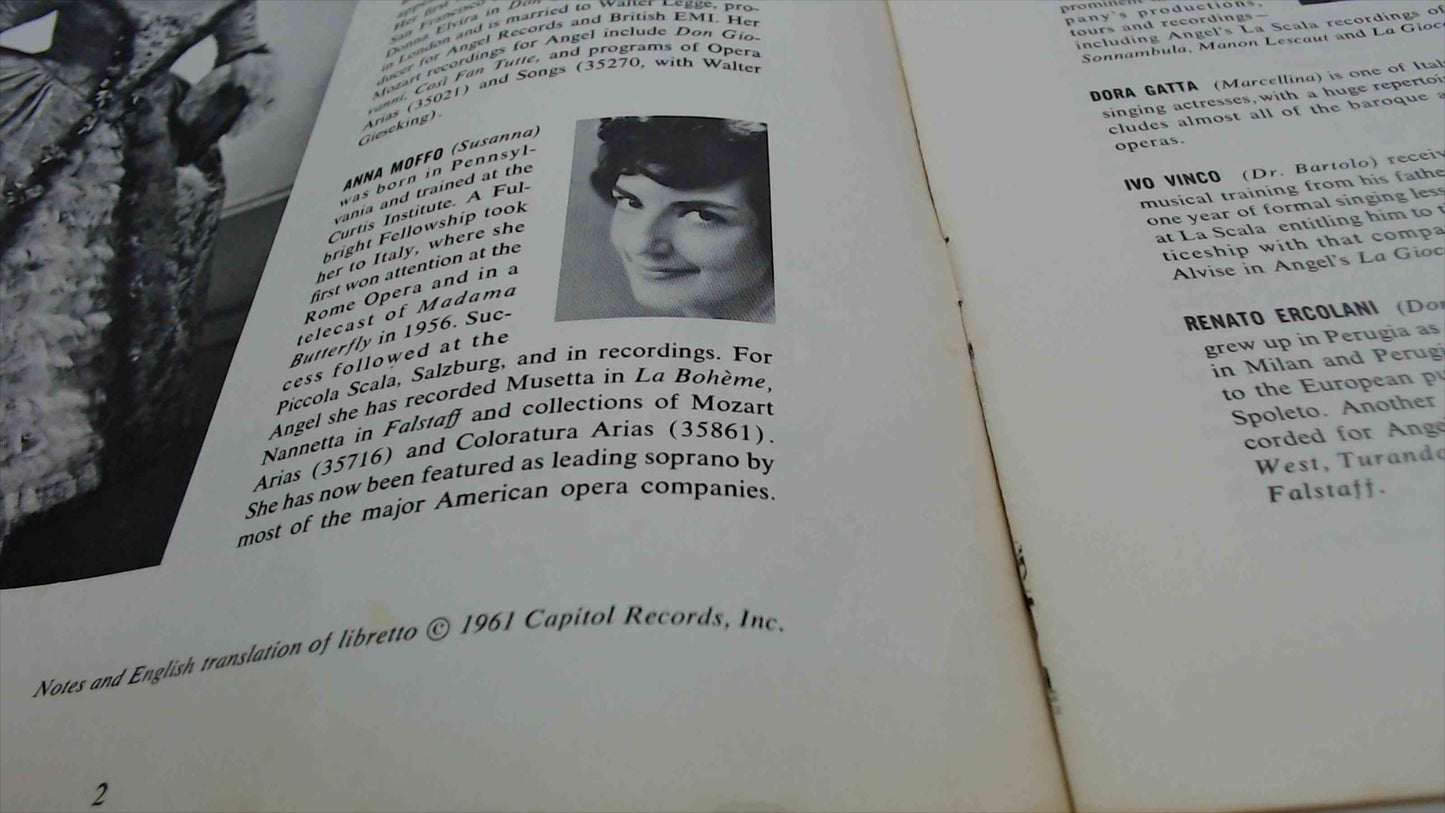 San Francisco
Donna Elvira in Don
in London and is married to Walter Legge, pro-
ducer for Angel Records and British EMI. Her
Mozart recordings for Angel include Don Gio-
vanni, Così Fan Tutte, and programs of Opera
Arias (35021) and Songs (35270, with Walter
Gieseking).
ANNA MOFFO (Susanna)
was born in Pennsyl-
vania and trained at the
Curtis Institute. A Ful-
bright Fellowship took
her to Italy, where she
first won attention at the
Rome Opera and in a
telecast of Madama
Butterfly in 1956. Suc-
cess followed at the
Piccola Scala, Salzburg, and in recordings. For
Angel she has recorded Musetta in La Bohème,
Nannetta in Falstaff and collections of Mozart
Arias (35716) and Coloratura Arias (35861).
She has now been featured as leading soprano by
most of the major American opera companies.
Notes and English translation of libretto © 1961 Capitol Records, Inc.
2
prominent
pany's productions,
tours and recordings—
including Angel's La Scala recordings of
Sonnambula, Manon Lescaut and La Gioc
DORA GATTA (Marcellina) is one of Ital
singing actresses, with a huge repertoi
cludes almost all of the baroque a
operas.
IVO VINCO (Dr. Bartolo) receiv
musical training from his fathe
one year of formal singing less
at La Scala entitling him to t
ticeship with that compa
Alvise in Angel's La Gioc
RENATO ERCOLANI (Don
grew up in Perugia as
in Milan and Perugi
to the European pu
Spoleto. Another
corded for Ange
West, Turando
Falstaff.